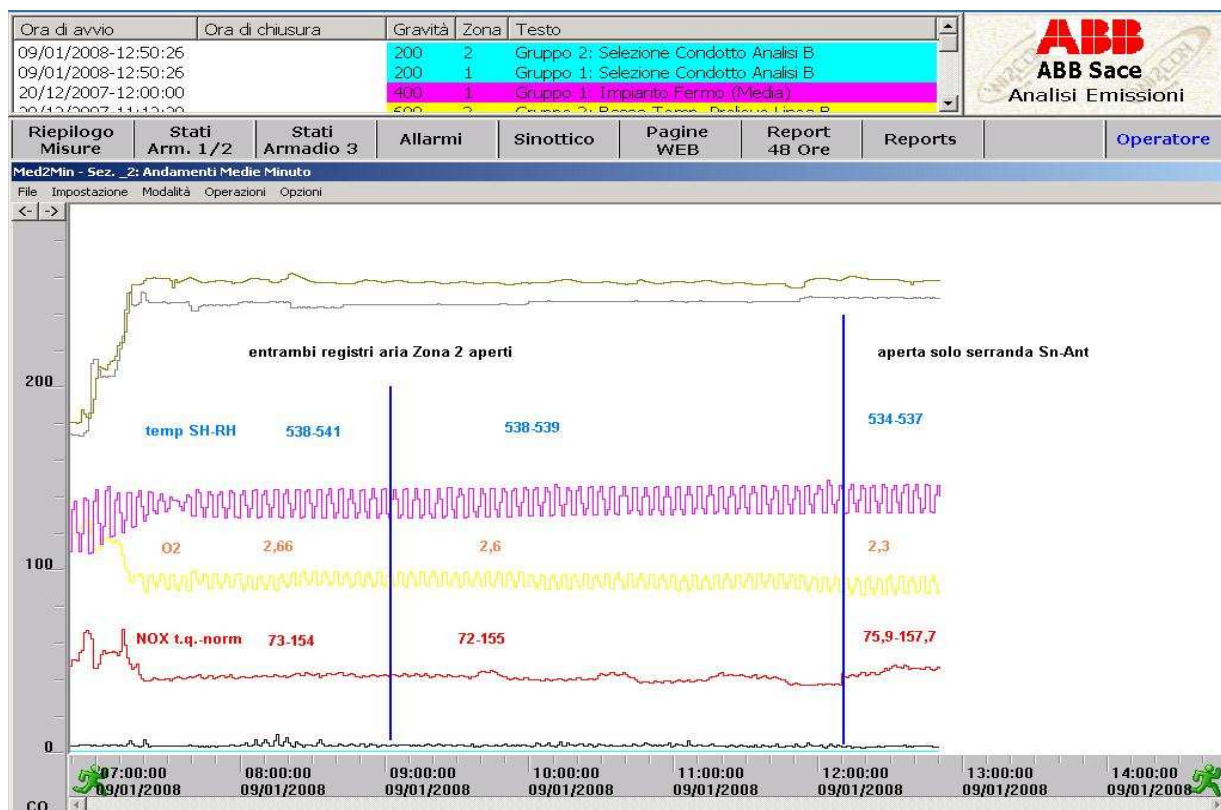 Ora di avvio Ora di chiusura Gravità Zona Testo
09/01/2008-12:50:26 200 2 Gruppo 2: Selezione Condotto Analisi B
09/01/2008-12:50:26 200 1 Gruppo 1: Selezione Condotto Analisi B
20/12/2007-12:00:00 400 1 Gruppo 1: Impianto Fermo (Media)
ABB
ABB Sace
Analisi Emissioni
Riepilogo Misure
Stati Arm. 1/2
Stati Armadio 3
Allarmi
Sinottico
Pagine WEB
Report 48 Ore
Reports
Operatore
Med2Min - Sez. _2: Andamenti Medie Minuto
File Impostazione Modalità Operazioni Opzioni
<- ->
entrambi registri aria Zona 2 aperti
aperta solo serranda Sn-Ant
200
temp SH-RH 538-541 538-539 534-537
O2 2,66 2,6 2,3
100
NOX t.q.-norm 73-154 72-155 75,9-157,7
0
07:00:00 08:00:00 09:00:00 10:00:00 11:00:00 12:00:00 13:00:00 14:00:00
09/01/2008 09/01/2008 09/01/2008 09/01/2008 09/01/2008 09/01/2008 09/01/2008 09/01/2008
CO